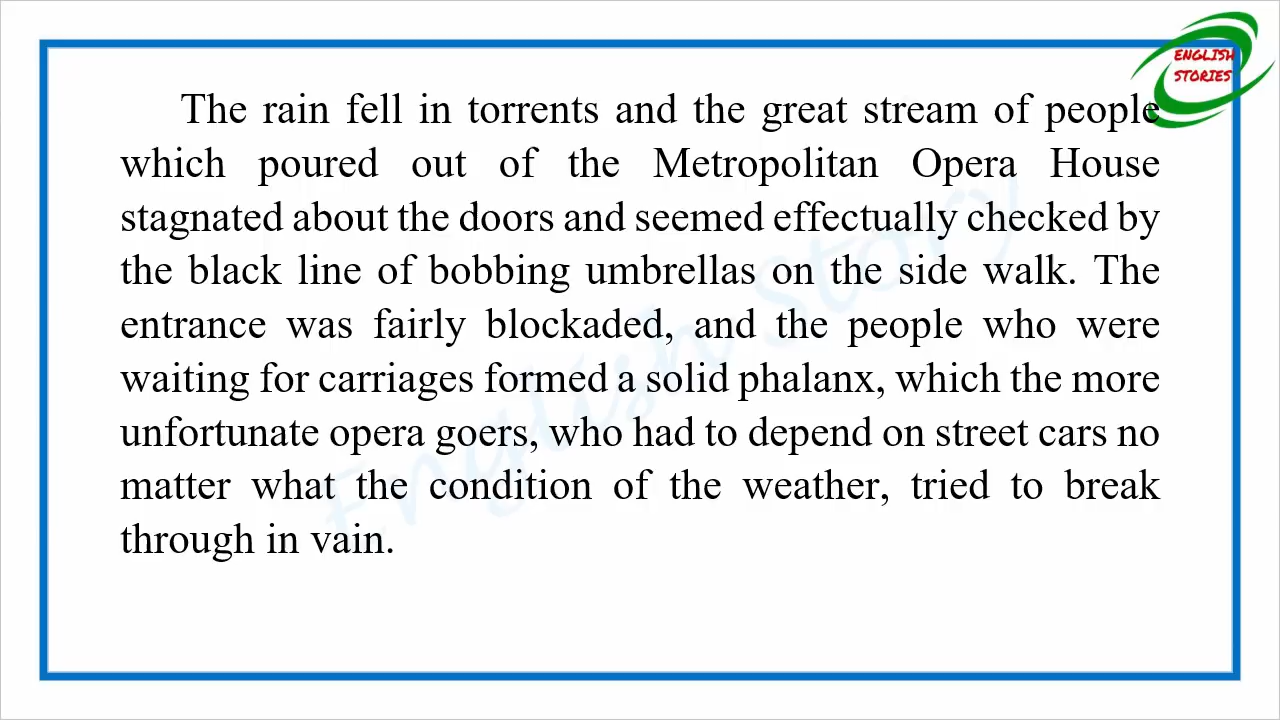 ENGLISH
STORIES
The rain fell in torrents and the great stream of people
which poured out of the Metropolitan Opera House
stagnated about the doors and seemed effectually checked by
the black line of bobbing umbrellas on the side walk. The
entrance was fairly blockaded, and the people who were
waiting for carriages formed a solid phalanx, which the more
unfortunate opera goers, who had to depend on street cars no
matter what the condition of the weather, tried to break
through in vain.
English Story